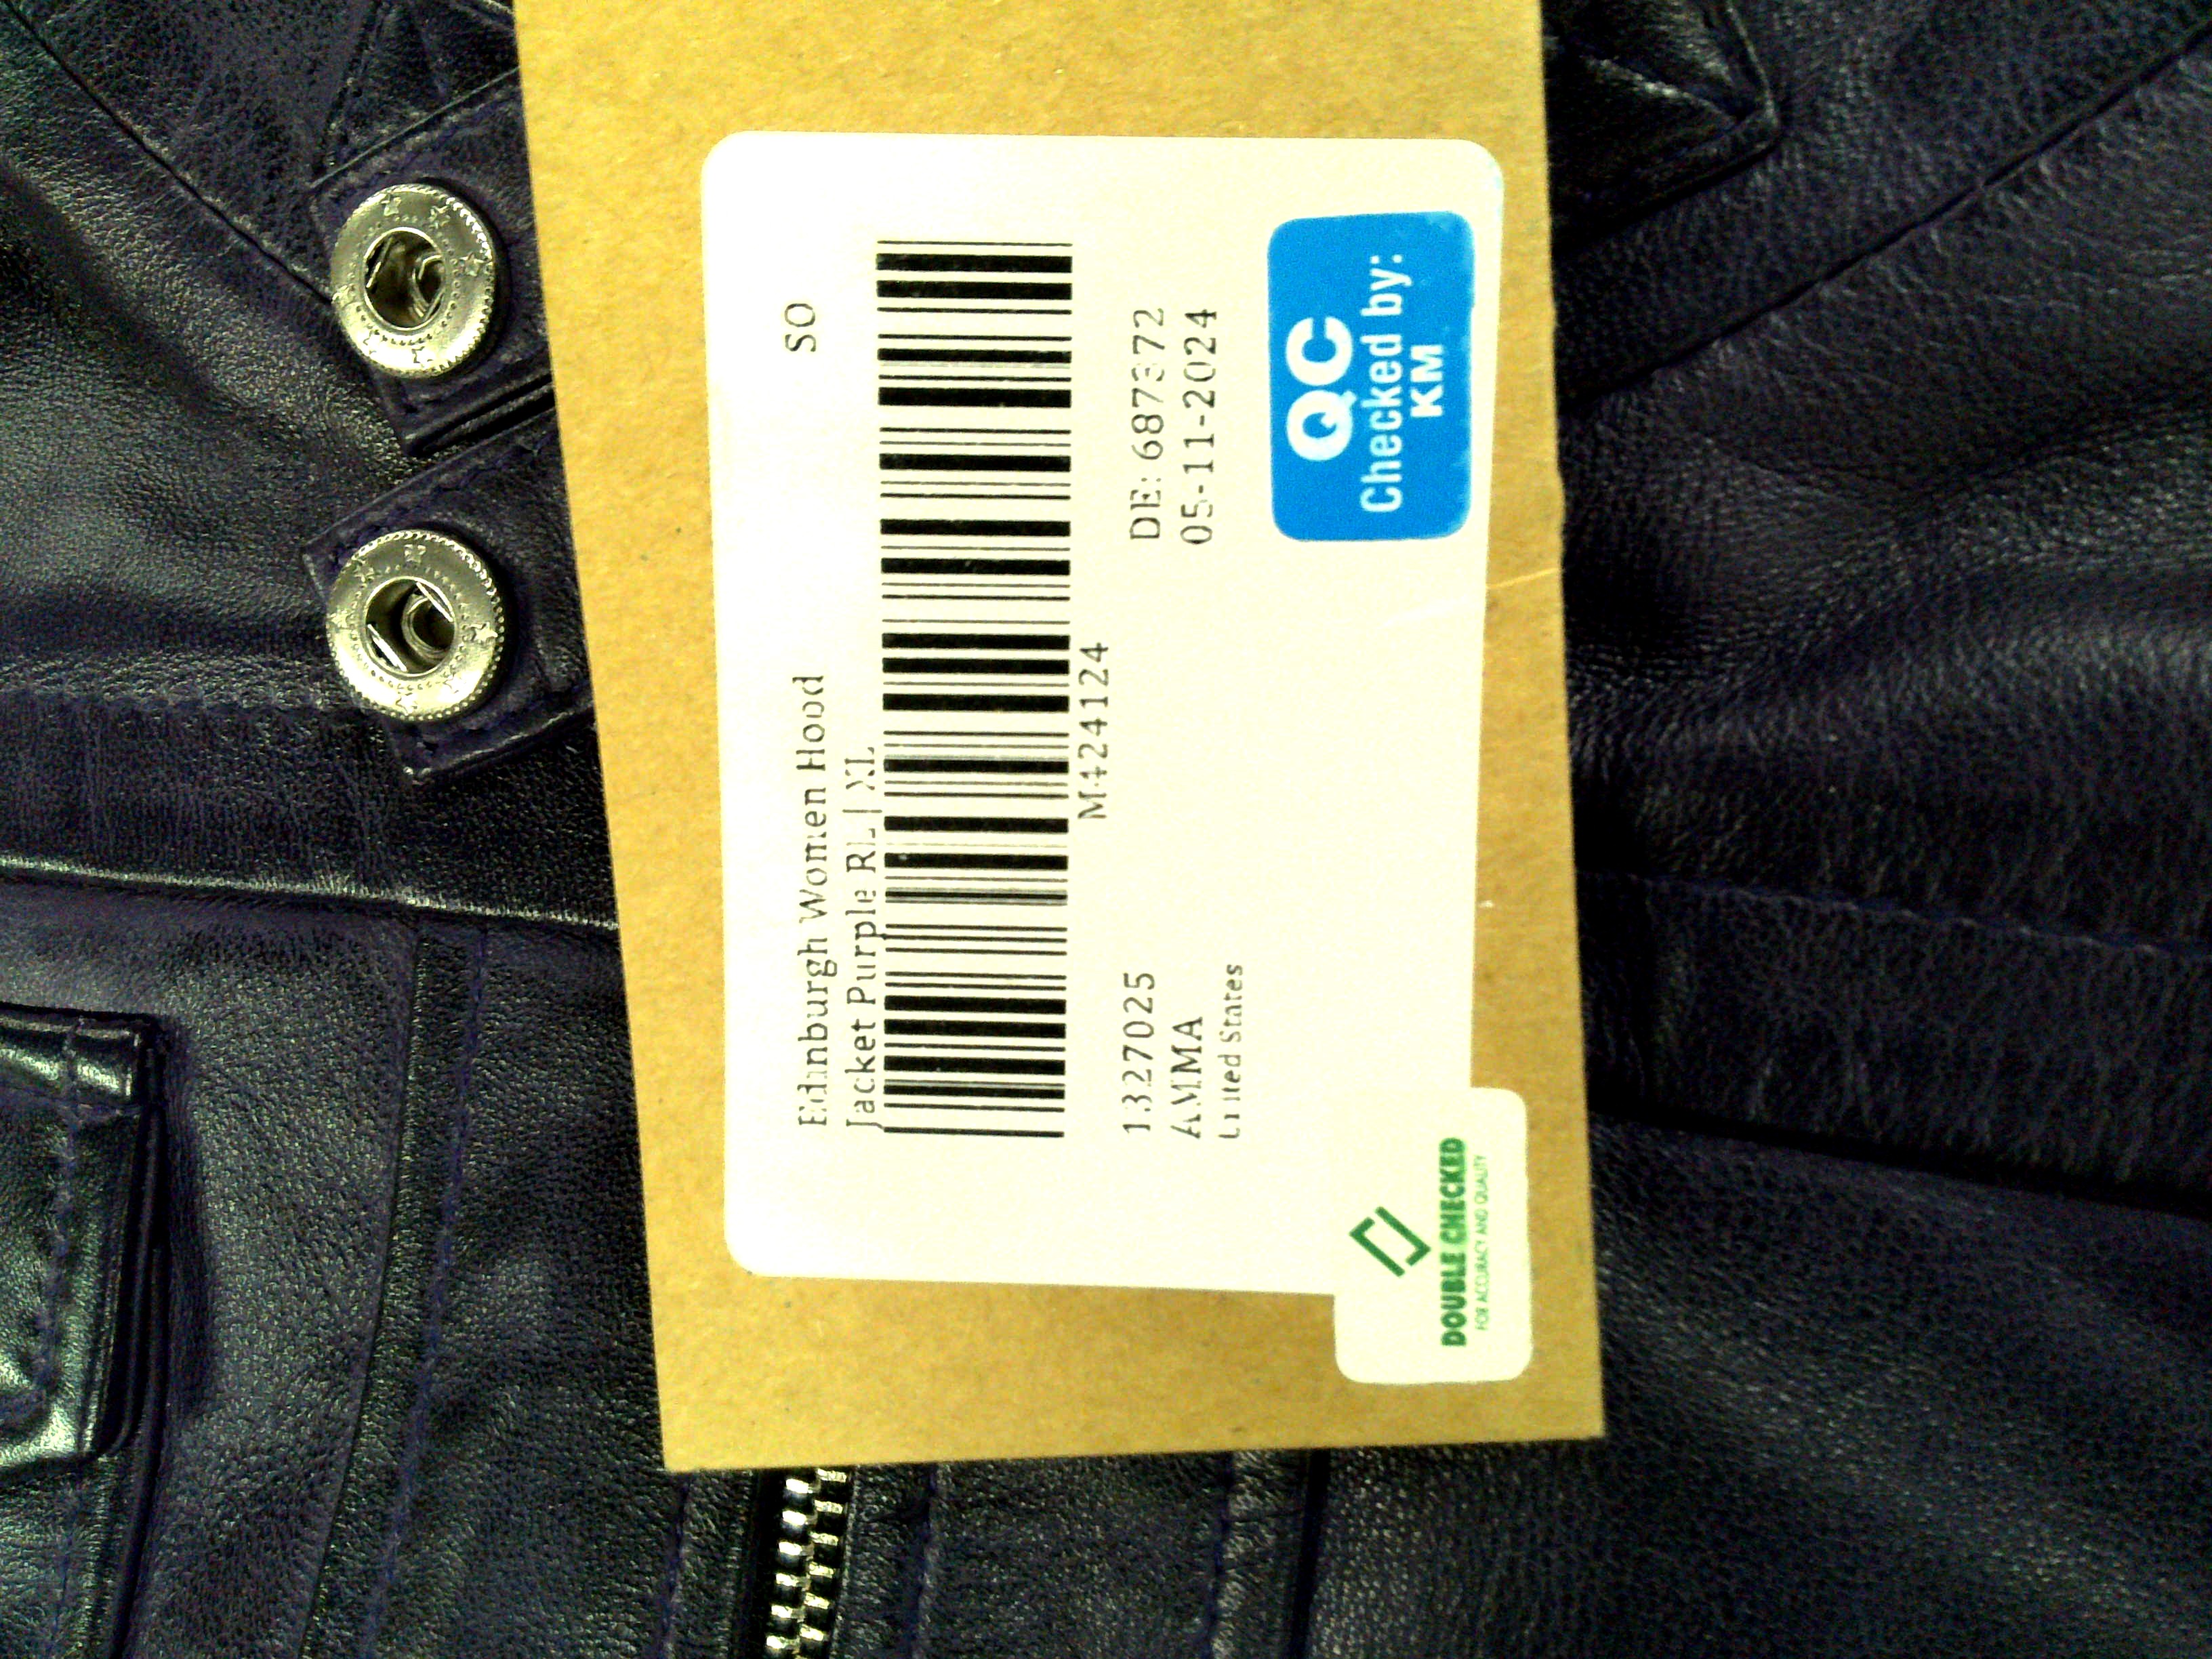 Edinburgh Women Hood
Jacket Purple RL | XL
SO
M424124
1327025
AMMA
United States
DE: 687372
05-11-2024
QC
Checked by:
KM
DOUBLE CHECKED
FOR ACCURACY AND QUALITY